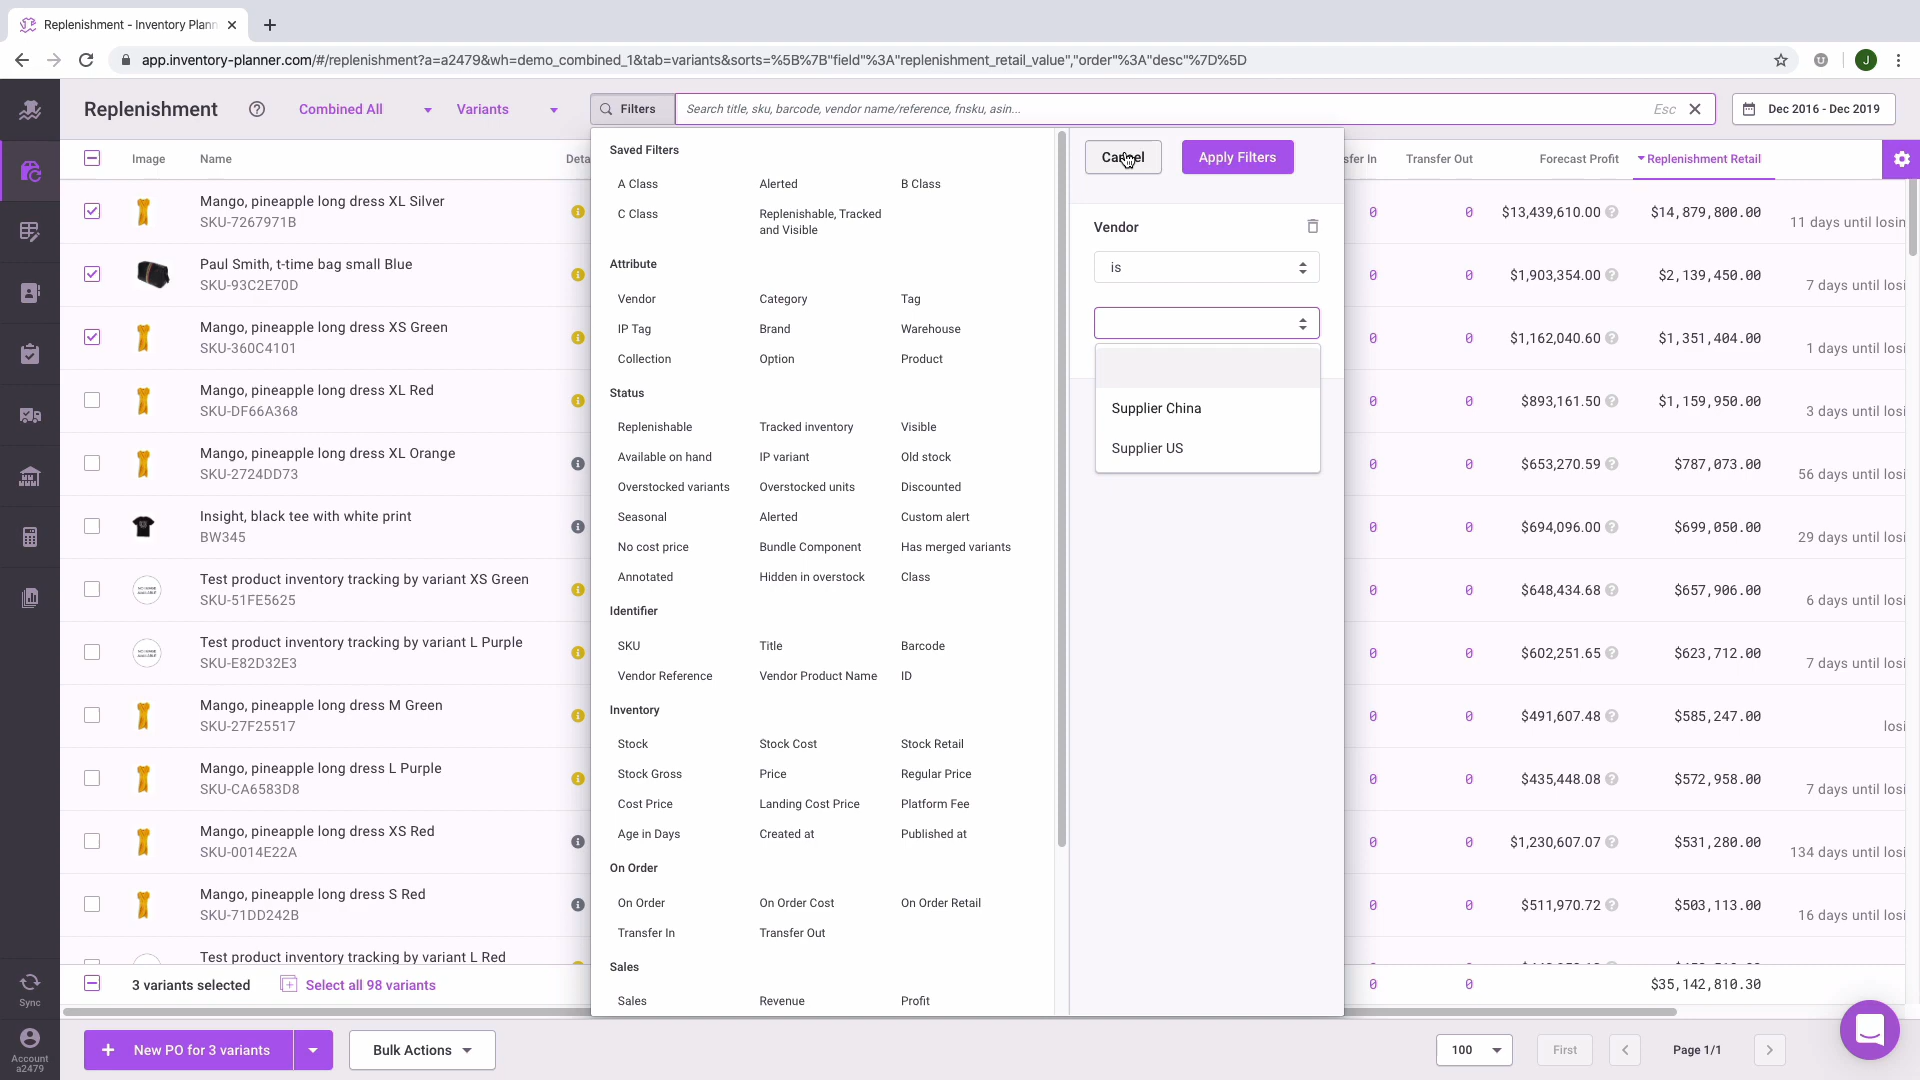 Replenishment - Inventory Plann
app.inventory-planner.com/#/replenishment?a=a2479&wh=demo_combined_1&tab=variants&sorts=%5B%7B"field"%3A"replenishment_retail_value","order"%3A"desc"%7D%5D
J
Replenishment
Combined All
Variants
Filters
Search title, sku, barcode, vendor name/reference, fnsku, asin...
Esc
Dec 2016 - Dec 2019
Image
Name
Deta
sfer In
Transfer Out
Forecast Profit
Replenishment Retail
Mango, pineapple long dress XL Silver
SKU-7267971B
0 0 $13,439,610.00 $14,879,800.00
11 days until losin
Paul Smith, t-time bag small Blue
SKU-93C2E70D
0 0 $1,903,354.00 $2,139,450.00
7 days until losi
Mango, pineapple long dress XS Green
SKU-360C4101
0 0 $1,162,040.60 $1,351,404.00
1 days until losi
Mango, pineapple long dress XL Red
SKU-DF66A368
0 0 $893,161.50 $1,159,950.00
3 days until losi
Mango, pineapple long dress XL Orange
SKU-2724DD73
0 0 $653,270.59 $787,073.00
56 days until losi
Insight, black tee with white print
BW345
0 0 $694,096.00 $699,050.00
29 days until losi
Test product inventory tracking by variant XS Green
SKU-51FE5625
0 0 $648,434.68 $657,906.00
6 days until losi
Test product inventory tracking by variant L Purple
SKU-E82D32E3
0 0 $602,251.65 $623,712.00
7 days until losi
Mango, pineapple long dress M Green
SKU-27F25517
0 0 $491,607.48 $585,247.00
losi
Mango, pineapple long dress L Purple
SKU-CA6583D8
0 0 $435,448.08 $572,958.00
7 days until losi
Mango, pineapple long dress XS Red
SKU-0014E22A
0 0 $1,230,607.07 $531,280.00
134 days until losi
Mango, pineapple long dress S Red
SKU-71DD242B
0 0 $511,970.72 $503,113.00
16 days until losi
Test product inventory tracking by variant L Red
3 variants selected
Select all 98 variants
0 0 $35,142,810.30
Saved Filters
A Class Alerted B Class
C Class Replenishable, Tracked
and Visible
Attribute
Vendor Category Tag
IP Tag Brand Warehouse
Collection Option Product
Status
Replenishable Tracked inventory Visible
Available on hand IP variant Old stock
Overstocked variants Overstocked units Discounted
Seasonal Alerted Custom alert
No cost price Bundle Component Has merged variants
Annotated Hidden in overstock Class
Identifier
SKU Title Barcode
Vendor Reference Vendor Product Name ID
Inventory
Stock Stock Cost Stock Retail
Stock Gross Price Regular Price
Cost Price Landing Cost Price Platform Fee
Age in Days Created at Published at
On Order
On Order On Order Cost On Order Retail
Transfer In Transfer Out
Sales
Sales Revenue Profit
Cancel
Apply Filters
Vendor
is
Supplier China
Supplier US
Sync
Account
a2479
New PO for 3 variants
Bulk Actions
100
First
Page 1/1